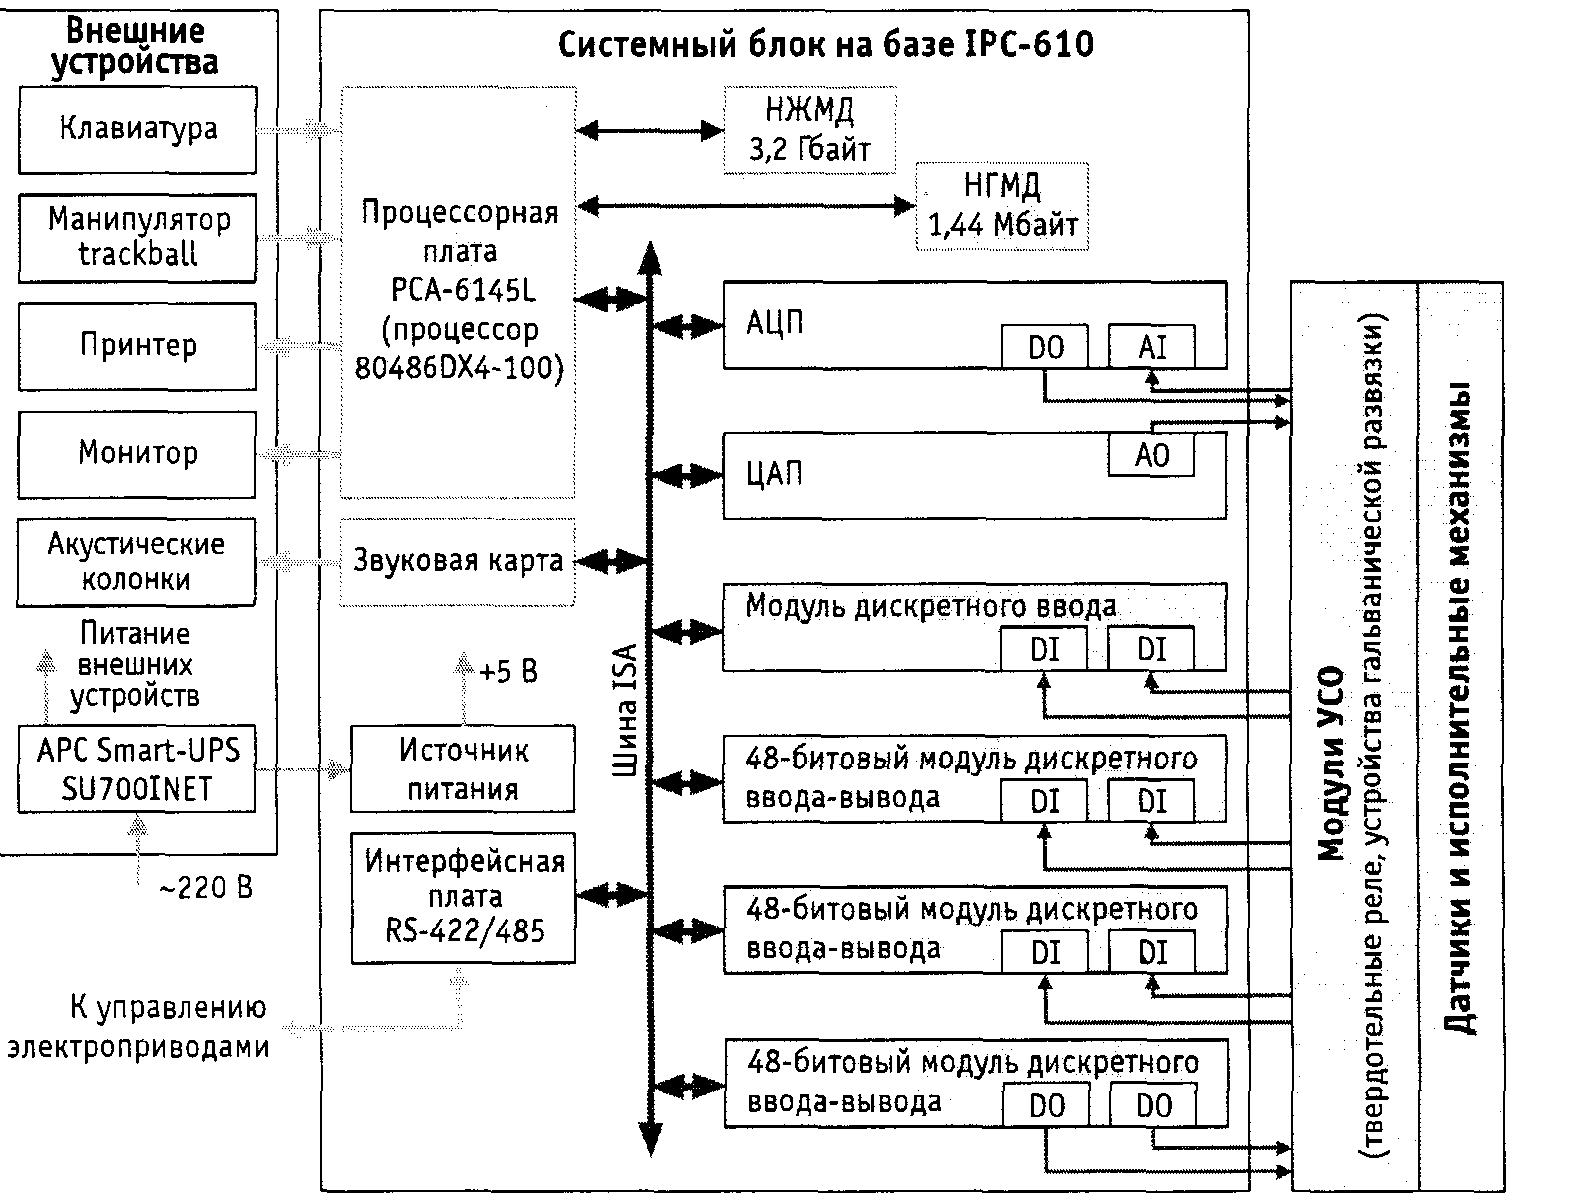 Внешние
устройства
Клавиатура
Манипулятор
trackball
Принтер
Монитор
Акустические
колонки
Питание
внешних
устройств
APC Smart-UPS
SU700INET
~220 В
К управлению
электроприводами
Системный блок на базе IPC-610
Процессорная
плата
PCA-6145L
(процессор
80486DX4-100)
Звуковая карта
+5 В
Источник
питания
Интерфейсная
плата
RS-422/485
Шина ISA
НЖМД
3,2 Гбайт
НГМД
1,44 Мбайт
АЦП
DO
AI
ЦАП
AO
Модуль дискретного ввода
DI
DI
48-битовый модуль дискретного
ввода-вывода
DI
DI
48-битовый модуль дискретного
ввода-вывода
DI
DI
48-битовый модуль дискретного
ввода-вывода
DO
DO
Модули УСО
(твердотельные реле, устройства гальванической развязки)
Датчики и исполнительные механизмы